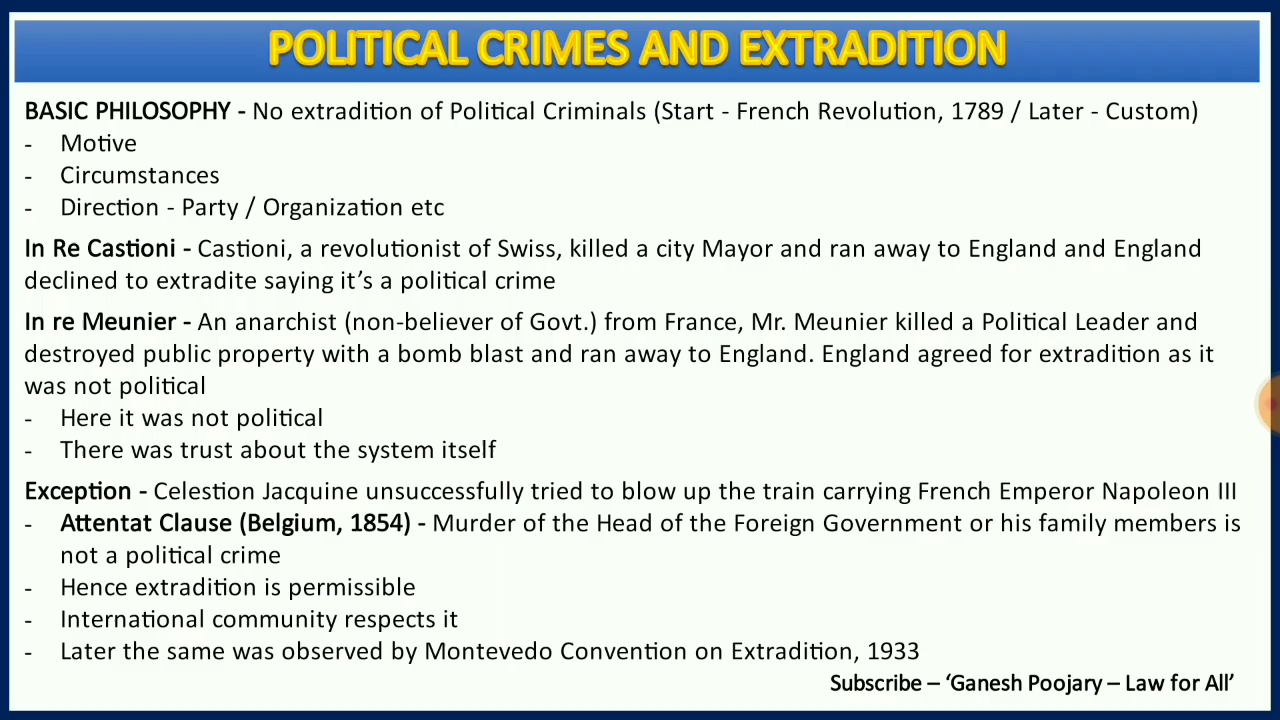 POLITICAL CRIMES AND EXTRADITION
BASIC PHILOSOPHY - No extradition of Political Criminals (Start - French Revolution, 1789 / Later - Custom)
- Motive
- Circumstances
- Direction - Party / Organization etc
In Re Castioni - Castioni, a revolutionist of Swiss, killed a city Mayor and ran away to England and England
declined to extradite saying it’s a political crime
In re Meunier - An anarchist (non-believer of Govt.) from France, Mr. Meunier killed a Political Leader and
destroyed public property with a bomb blast and ran away to England. England agreed for extradition as it
was not political
- Here it was not political
- There was trust about the system itself
Exception - Celestion Jacquine unsuccessfully tried to blow up the train carrying French Emperor Napoleon III
- Attentat Clause (Belgium, 1854) - Murder of the Head of the Foreign Government or his family members is
not a political crime
- Hence extradition is permissible
- International community respects it
- Later the same was observed by Montevedo Convention on Extradition, 1933
Subscribe – ‘Ganesh Poojary – Law for All’